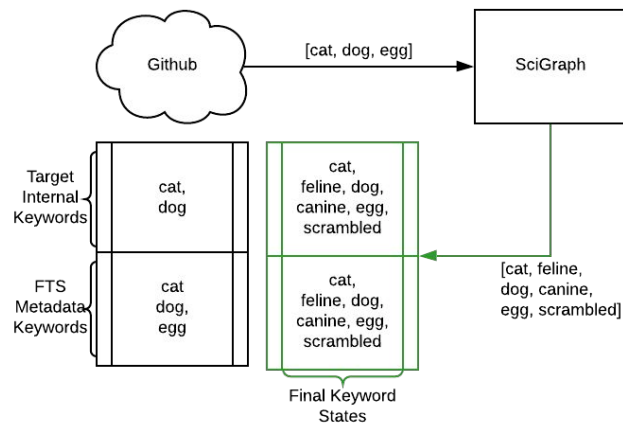 Github
[cat, dog, egg]
SciGraph
Target
Internal
Keywords
cat,
dog
cat,
feline, dog,
canine, egg,
scrambled
FTS
Metadata
Keywords
cat
dog,
egg
cat,
feline, dog,
canine, egg,
scrambled
[cat, feline,
dog, canine,
egg, scrambled]
Final Keyword
States